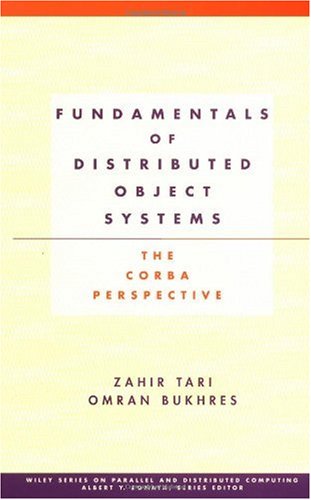 FUNDAMENTALS
OF
DISTRIBUTED
OBJECT
SYSTEMS
THE
CORBA
PERSPECTIVE
ZAHIR TARI
OMRAN BUKHRES
WILEY SERIES ON PARALLEL AND DISTRIBUTED COMPUTING
ALBERT Y. ZOMAYA, SERIES EDITOR